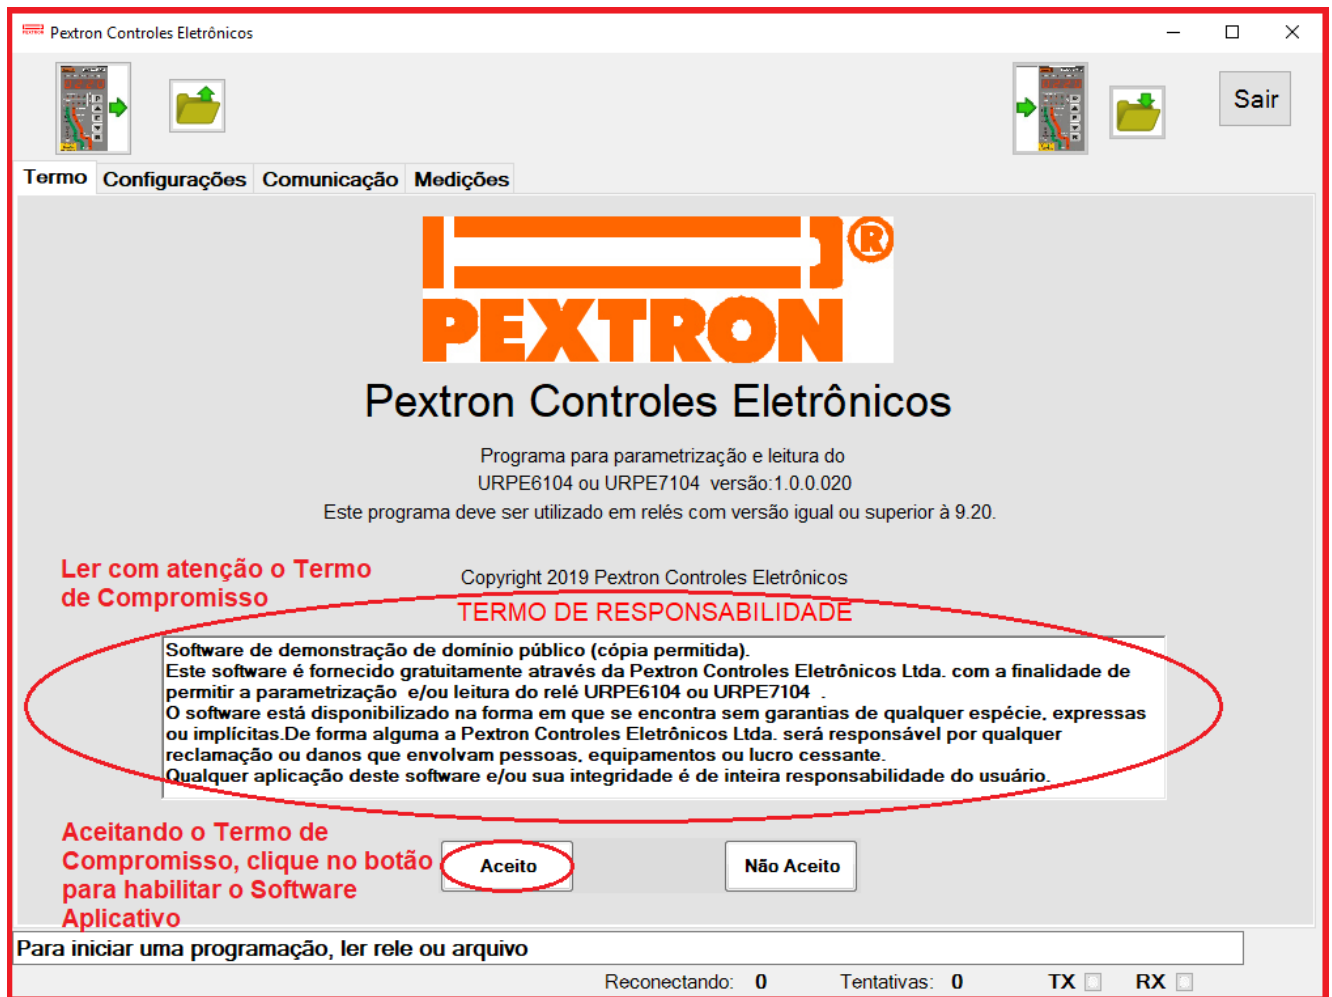 Pextron Controles Eletrônicos
Sair
Termo Configurações Comunicação Medições
PEXTRON®
Pextron Controles Eletrônicos
Programa para parametrização e leitura do
URPE6104 ou URPE7104 versão:1.0.0.020
Este programa deve ser utilizado em relés com versão igual ou superior à 9.20.
Ler com atenção o Termo
de Compromisso
Copyright 2019 Pextron Controles Eletrônicos
TERMO DE RESPONSABILIDADE
Software de demonstração de domínio público (cópia permitida).
Este software é fornecido gratuitamente através da Pextron Controles Eletrônicos Ltda. com a finalidade de
permitir a parametrização e/ou leitura do relé URPE6104 ou URPE7104 .
O software está disponibilizado na forma em que se encontra sem garantias de qualquer espécie, expressas
ou implícitas.De forma alguma a Pextron Controles Eletrônicos Ltda. será responsável por qualquer
reclamação ou danos que envolvam pessoas, equipamentos ou lucro cessante.
Qualquer aplicação deste software e/ou sua integridade é de inteira responsabilidade do usuário.
Aceitando o Termo de
Compromisso, clique no botão
para habilitar o Software
Aplicativo
Aceito
Não Aceito
Para iniciar uma programação, ler rele ou arquivo
Reconectando: 0 Tentativas: 0 TX RX